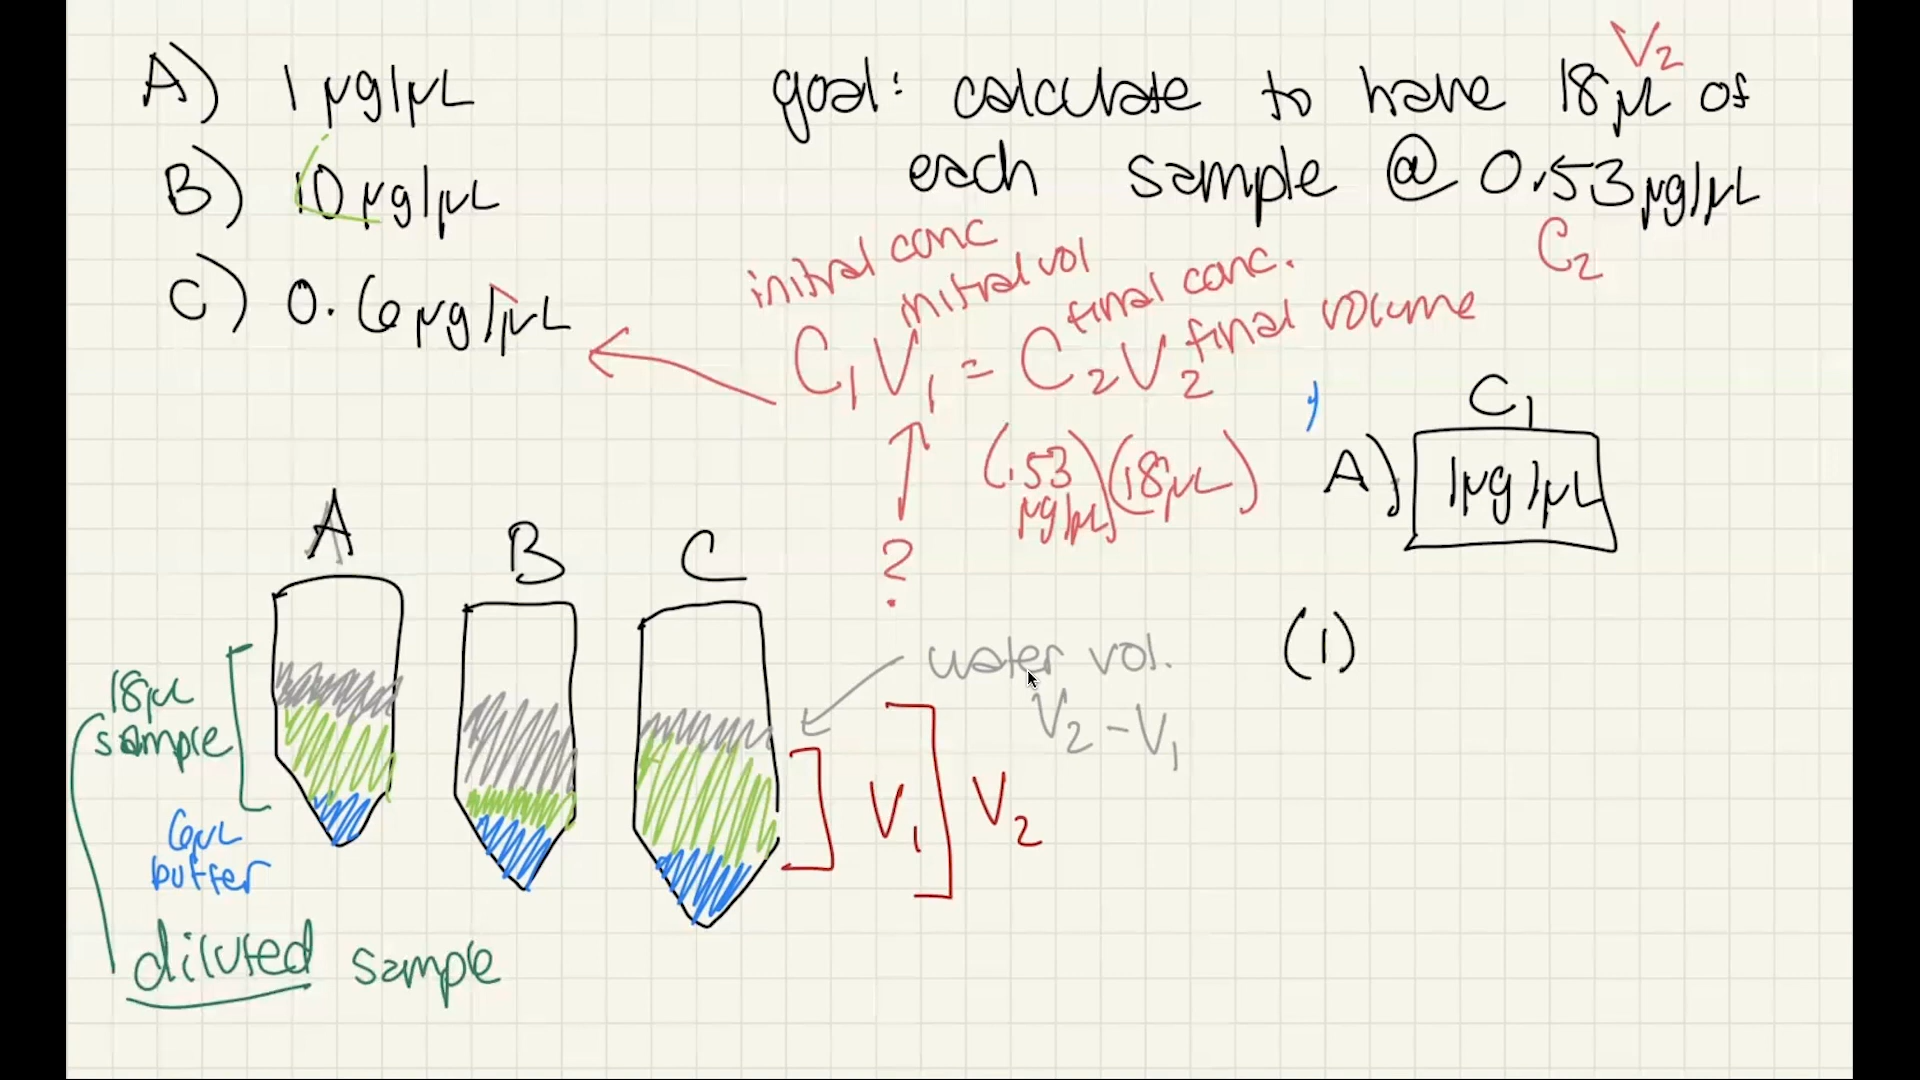 A) 1 µg/µL
B) 10 µg/µL
C) 0.6 µg/µL
V2
goal: calculate to have 18µL of
each sample @ 0.53 µg/µL
C2
initial conc
initial vol
final conc.
final volume
C1V1 = C2V2
(.53 µg/µL)(18µL)
?
C1
A) 1µg/µL
(1)
A
B
C
18µL
sample
6µL
buffer
diluted sample
water vol.
V2 - V1
V1
V2